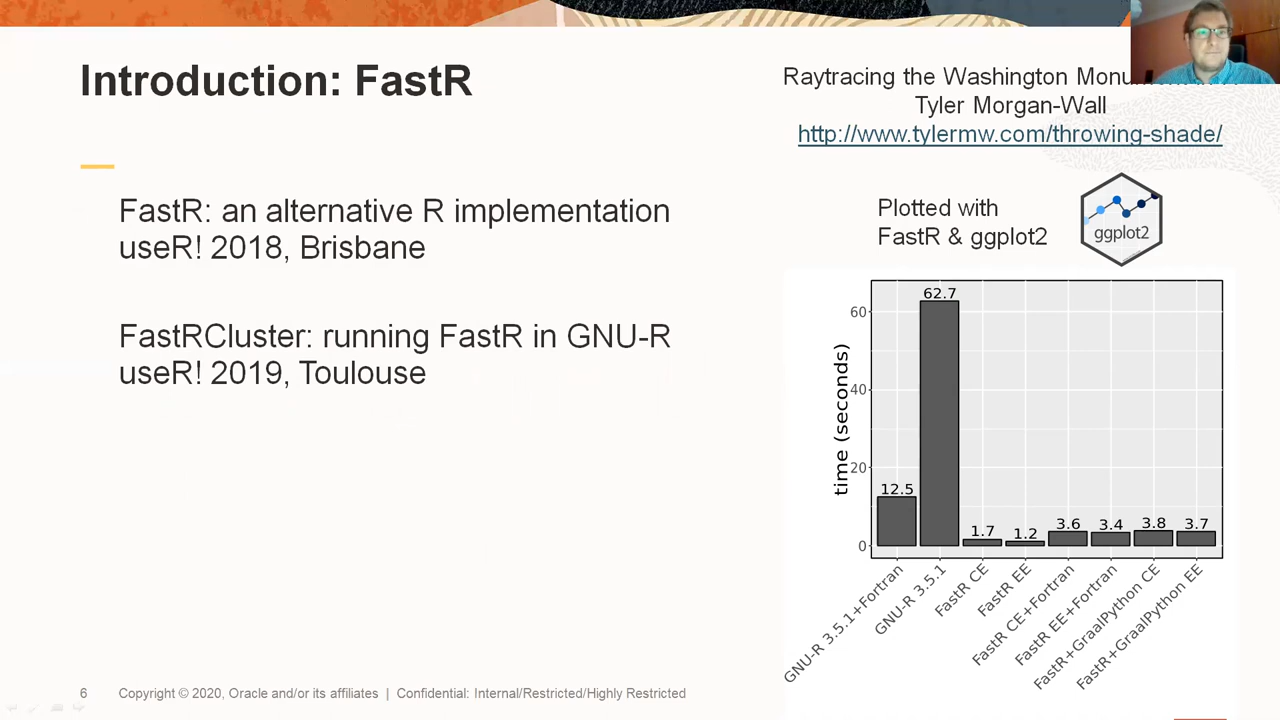 Introduction: FastR
Raytracing the Washington
Tyler Morgan-Wall
http://www.tylermw.com/throwing-shade/
FastR: an alternative R implementation
useR! 2018, Brisbane
FastRCluster: running FastR in GNU-R
useR! 2019, Toulouse
Plotted with
FastR & ggplot2
ggplot2
time (seconds)
60
40
20
0
12.5
62.7
1.7
1.2
3.6
3.4
3.8
3.7
GNU-R 3.5.1+Fortran
GNU-R 3.5.1
FastR CE
FastR EE
FastR CE+Fortran
FastR EE+Fortran
FastR+GraalPython CE
FastR+GraalPython EE
6 Copyright © 2020, Oracle and/or its affiliates | Confidential: Internal/Restricted/Highly Restricted